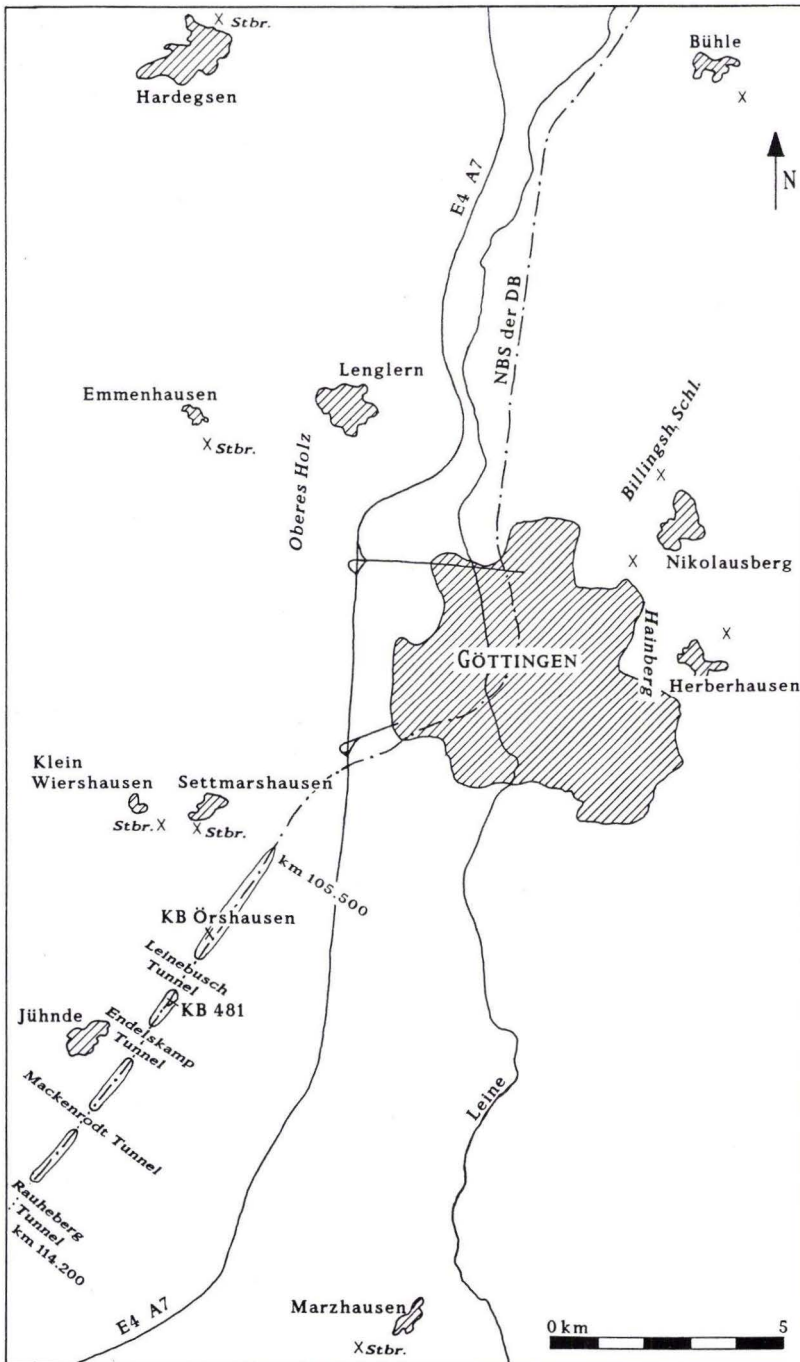 Stbr.
Hardegsen
Bühle
N
E4 A7
NBS der DB
Lenglern
Emmenhausen
Stbr.
Oberes Holz
Billingsh. Schl.
Nikolausberg
Hainberg
GÖTTINGEN
Herberhausen
Klein
Wiershausen
Settmarshausen
Stbr.
Stbr.
km 105.500
KB Örshausen
Leinebusch
Tunnel
KB 481
Jühnde
Endelskamp
Tunnel
Mackenrodt Tunnel
Leine
Rauheberg
Tunnel
km 114.200
E4 A7
Marzhausen
Stbr.
0 km
5